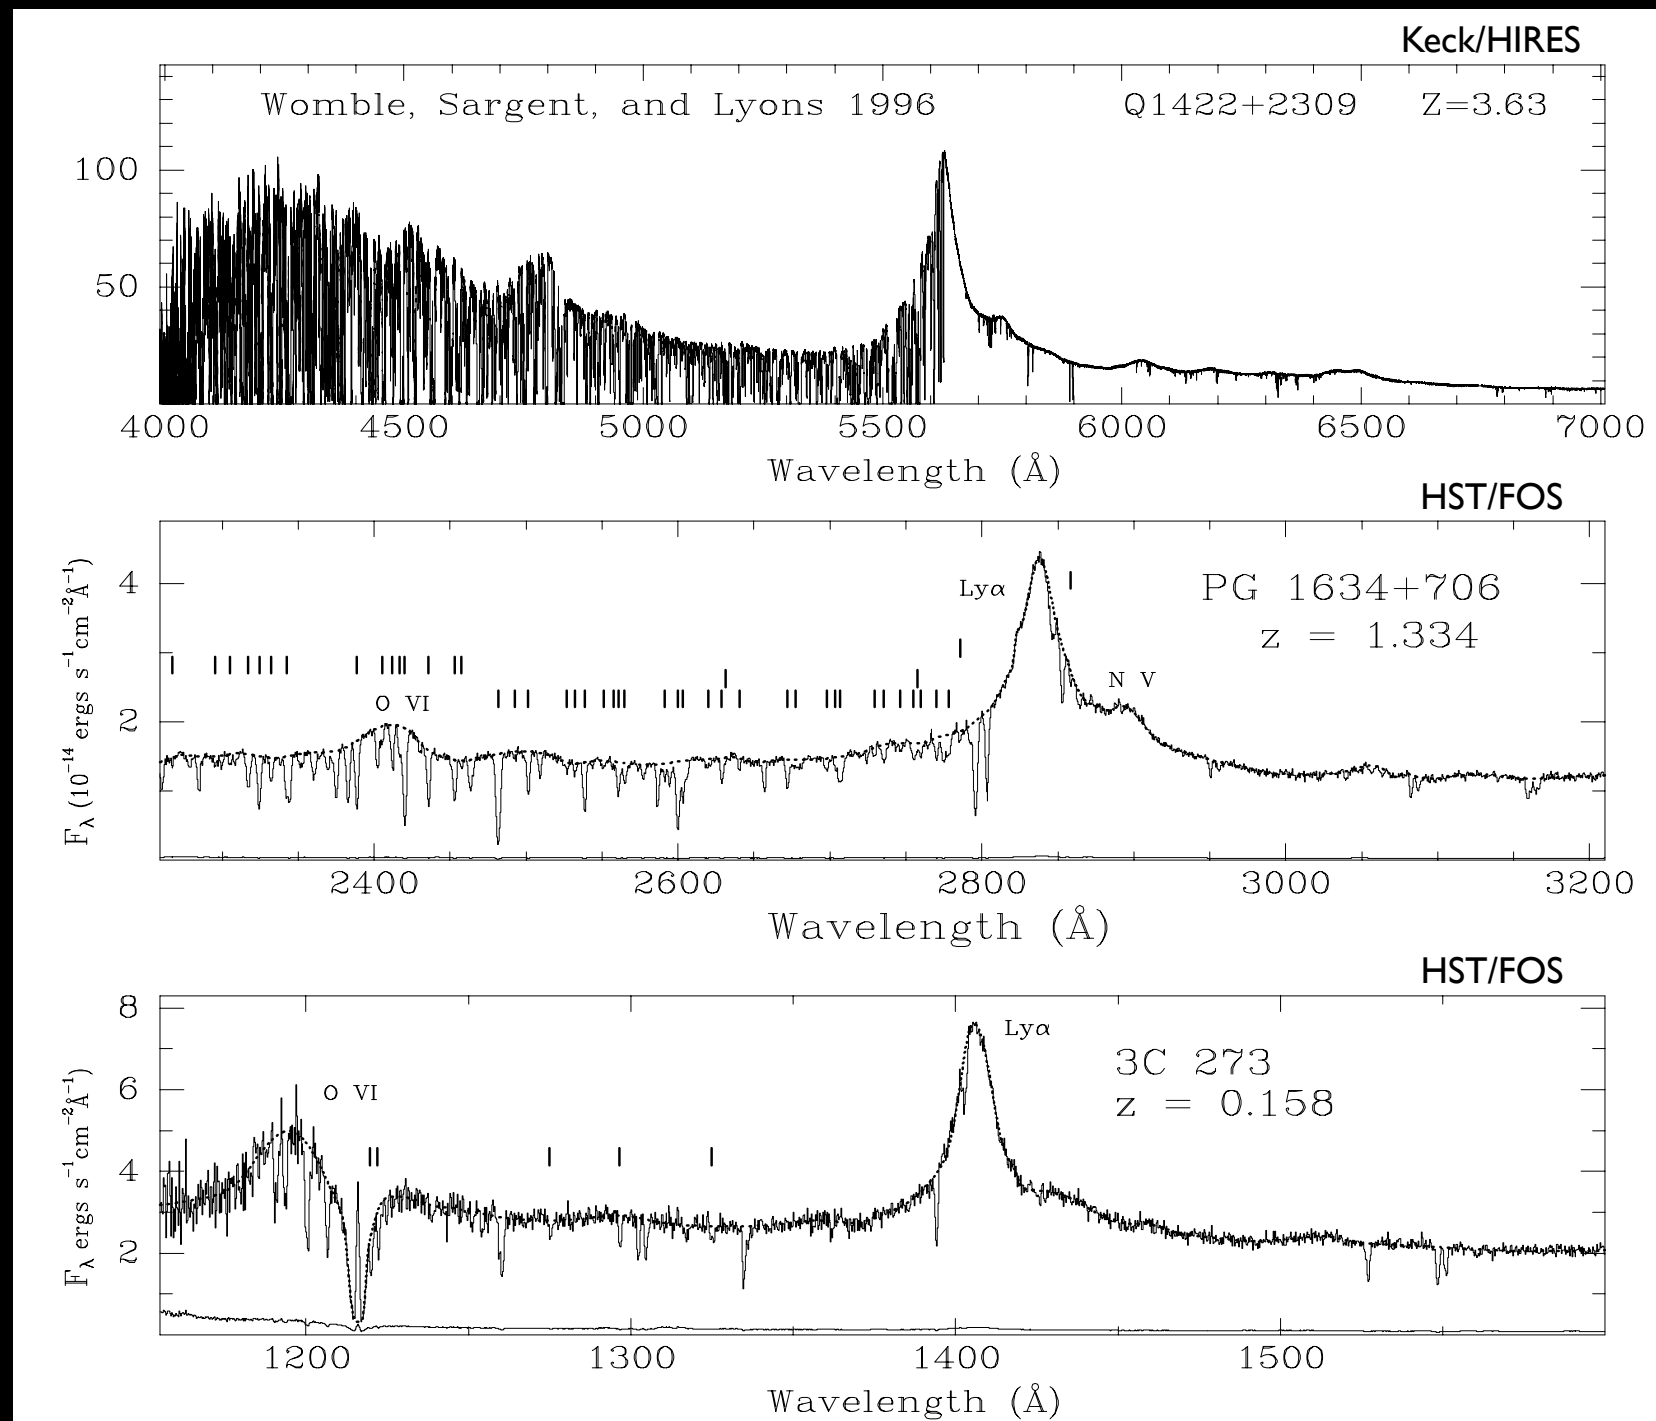 Keck/HIRES
Womble, Sargent, and Lyons 1996 Q1422+2309 Z=3.63
100
50
4000 4500 5000 5500 6000 6500 7000
Wavelength (Å)
HST/FOS
PG 1634+706
z = 1.334
Lyα
N V
O VI
4
2
F_λ (10⁻¹⁴ ergs s⁻¹cm⁻²Å⁻¹)
2400 2600 2800 3000 3200
Wavelength (Å)
HST/FOS
8
6
4
2
F_λ ergs s⁻¹cm⁻²Å⁻¹)
O VI
Lyα
3C 273
z = 0.158
1200 1300 1400 1500
Wavelength (Å)